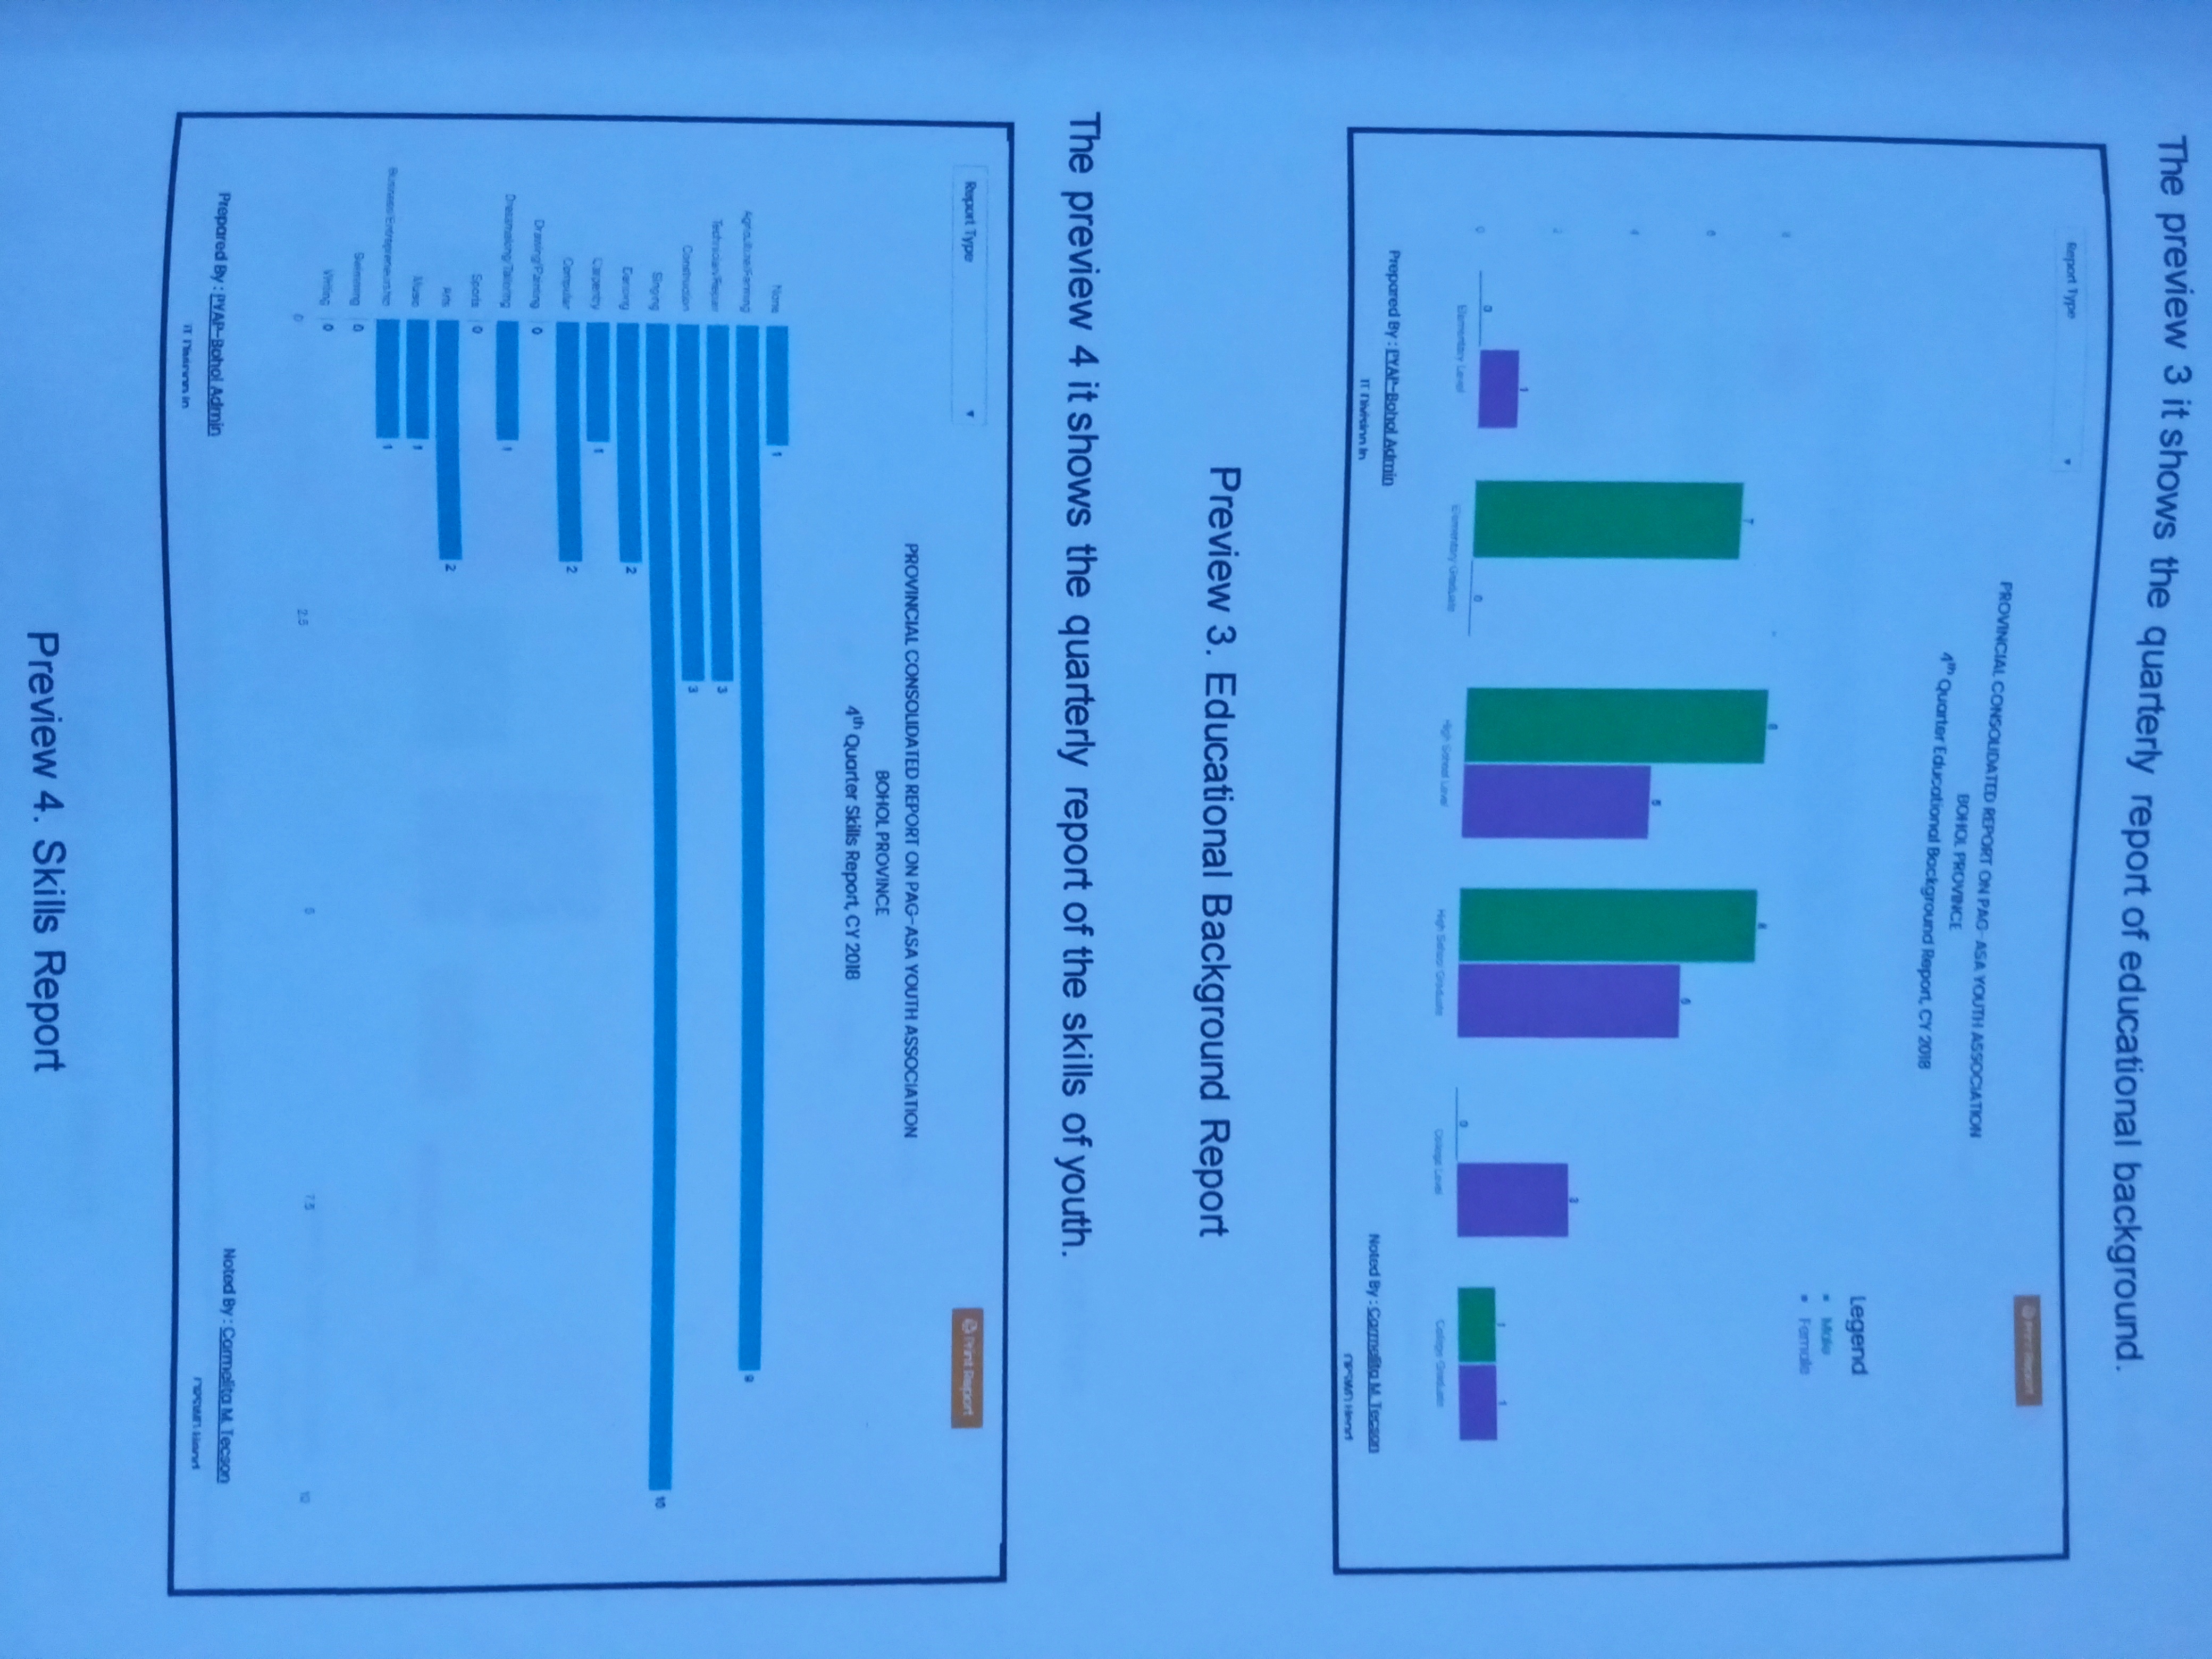 The preview 3 it shows the quarterly report of educational background.
Report Type
Print Report
PROVINCIAL CONSOLIDATED REPORT ON PAG-ASA YOUTH ASSOCIATION
BOHOL PROVINCE
4th Quarter Educational Background Report, CY 2018
Legend
Male
Female
8
6
4
2
0
0 1 7 0 8 5 8 6 0 3 1 1
Elementary Level Elementary Graduate High School Level High School Graduate College Level College Graduate
Prepared By : PYAP-Bohol Admin
Noted By : Carmelita M. Tecson
IT Division In
Preview 3. Educational Background Report
The preview 4 it shows the quarterly report of the skills of youth.
Report Type
Print Report
PROVINCIAL CONSOLIDATED REPORT ON PAG-ASA YOUTH ASSOCIATION
BOHOL PROVINCE
4th Quarter Skills Report, CY 2018
None 1
Agriculture/Farming 9
Technician/Repair 3
Construction 3
Singing 10
Dancing 2
Carpentry 1
Computer 2
Drawing/Painting 0
Dressmaking/Tailoring 1
Sports 0
Arts 2
Music 1
Business/Entrepreneurship 1
Swimming 0
Writing 0
0 2.5 5 7.5 10
Prepared By : PYAP-Bohol Admin
Noted By : Carmelita M. Tecson
IT Division In
Preview 4. Skills Report